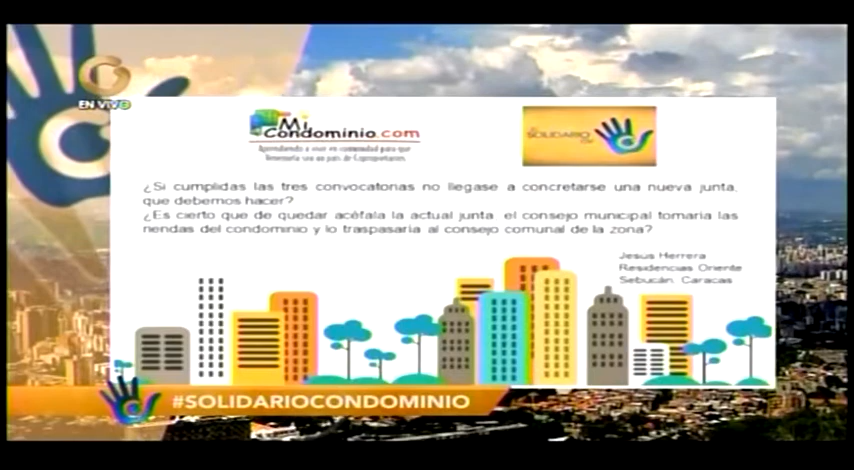 EN VIVO
Mi
Condominio.com
Aprendiendo a vivir en comunidad para que
Venezuela sea un país de Copropietarios.
SOLIDARIO
¿Si cumplidas las tres convocatorias no llegase a concretarse una nueva junta,
que debemos hacer?
¿Es cierto que de quedar acéfala la actual junta el consejo municipal tomaria las
riendas del condominio y lo traspasaria al consejo comunal de la zona?
Jesus Herrera
Residencias Oriente
Sebucán. Caracas
#SOLIDARIOCONDOMINIO